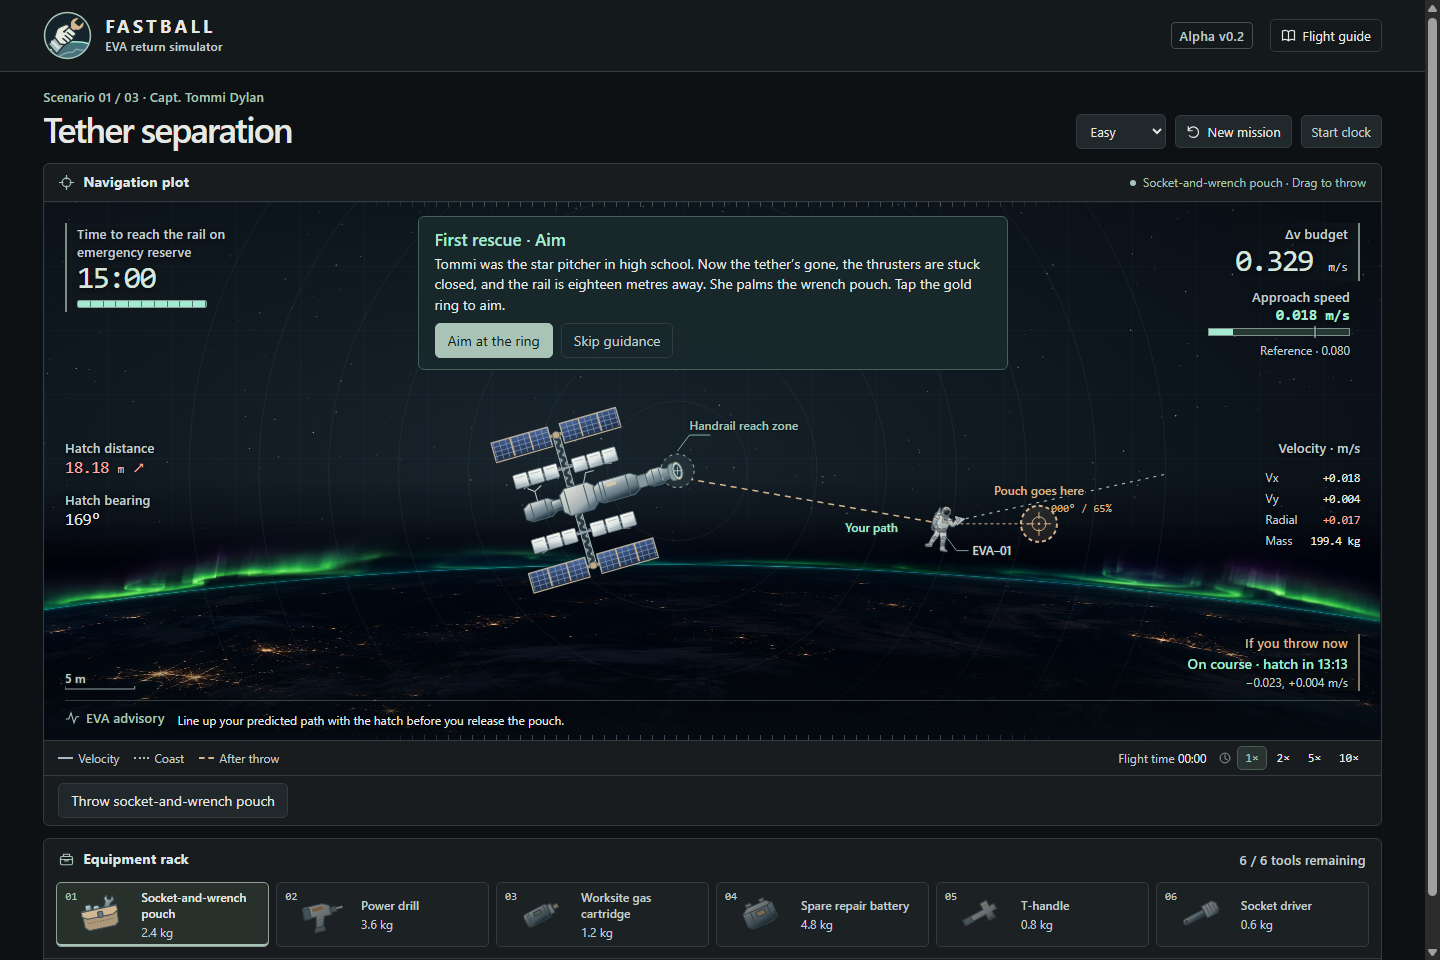 FASTBALL
EVA return simulator
Alpha v0.2
Flight guide
Scenario 01 / 03 · Capt. Tommi Dylan
Tether separation
Easy
New mission
Start clock
Navigation plot
Socket-and-wrench pouch · Drag to throw
Time to reach the rail on
emergency reserve
15:00
First rescue · Aim
Tommi was the star pitcher in high school. Now the tether’s gone, the thrusters are stuck
closed, and the rail is eighteen metres away. She palms the wrench pouch. Tap the gold
ring to aim.
Aim at the ring
Skip guidance
Δv budget
0.329 m/s
Approach speed
0.018 m/s
Reference · 0.080
Handrail reach zone
Hatch distance
18.18 m ↗
Hatch bearing
169°
Velocity · m/s
Vx +0.018
Vy +0.004
Radial +0.017
Mass 199.4 kg
Pouch goes here
000° / 65%
Your path
EVA-01
If you throw now
On course · hatch in 13:13
−0.023, +0.004 m/s
5 m
EVA advisory
Line up your predicted path with the hatch before you release the pouch.
Velocity
Coast
After throw
Flight time 00:00
1×
2×
5×
10×
Throw socket-and-wrench pouch
Equipment rack
6 / 6 tools remaining
01
Socket-and-wrench
pouch
2.4 kg
02
Power drill
3.6 kg
03
Worksite gas
cartridge
1.2 kg
04
Spare repair battery
4.8 kg
05
T-handle
0.8 kg
06
Socket driver
0.6 kg